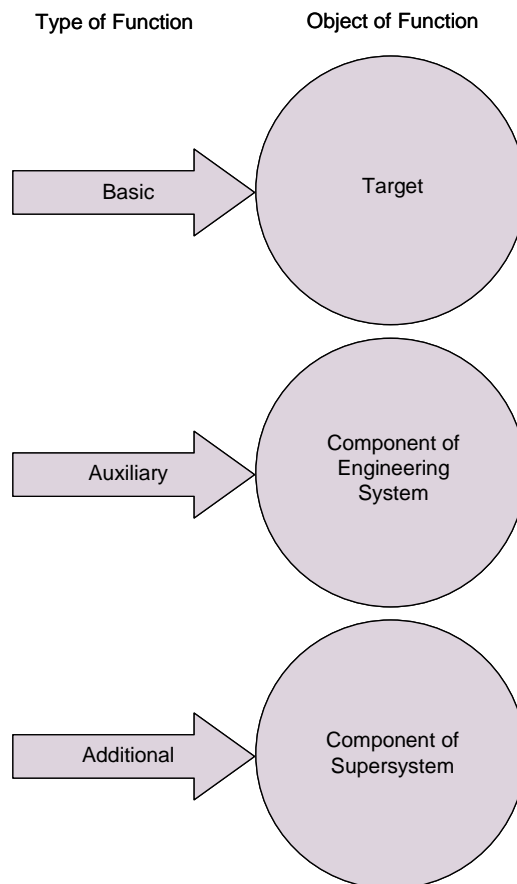 Type of Function
Object of Function
Basic
Target
Auxiliary
Component of
Engineering
System
Additional
Component of
Supersystem